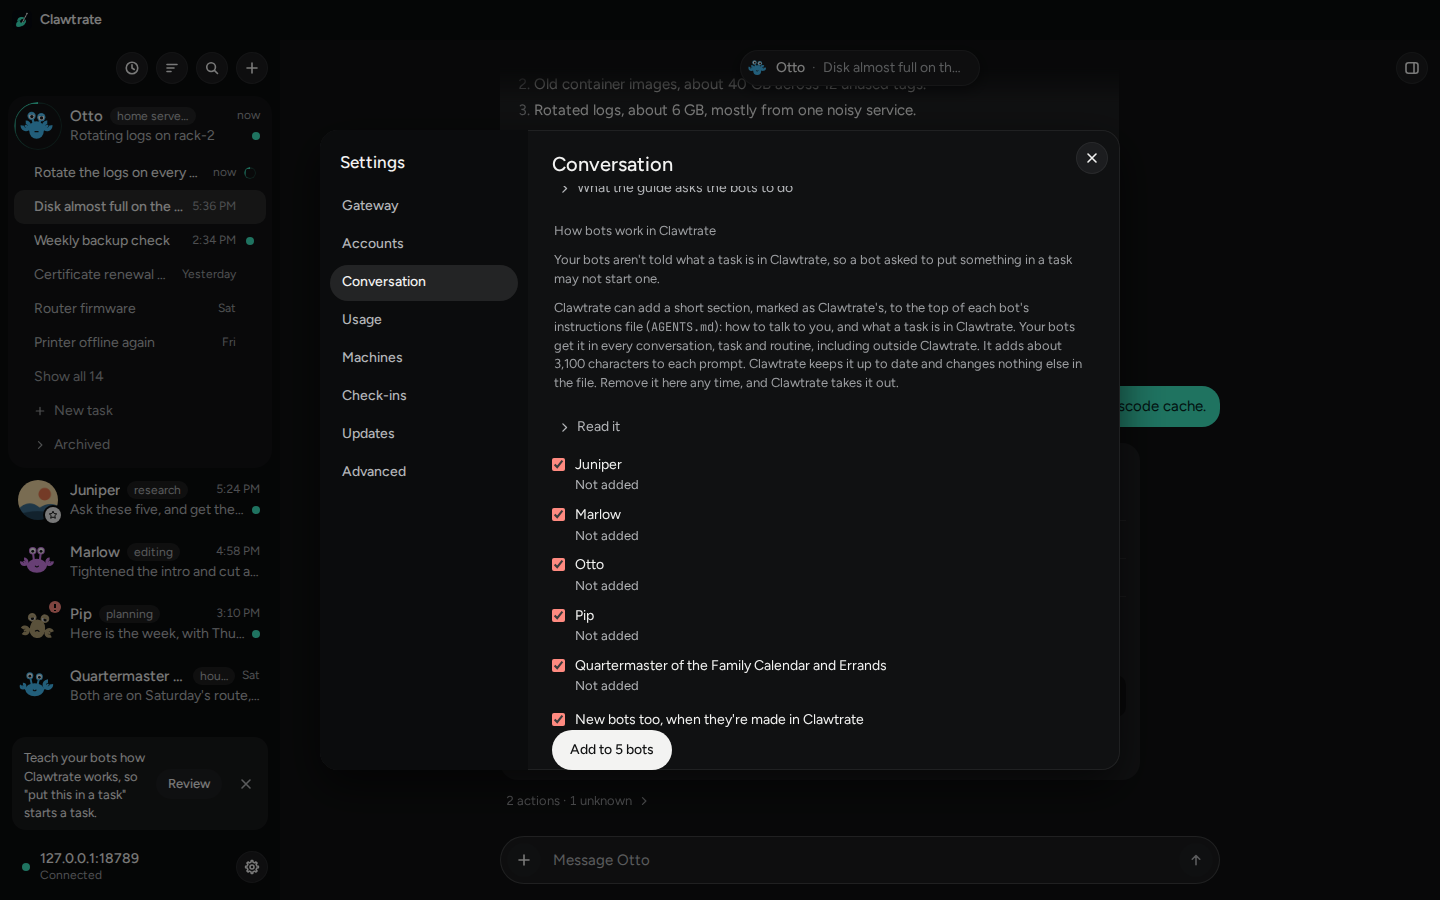 Clawtrate
Otto home serve... now
Rotating logs on rack-2
Rotate the logs on every ... now
Disk almost full on the ... 5:36 PM
Weekly backup check 2:34 PM
Certificate renewal ... Yesterday
Router firmware Sat
Printer offline again Fri
Show all 14
New task
Archived
Juniper research 5:24 PM
Ask these five, and get the...
Marlow editing 4:58 PM
Tightened the intro and cut a...
Pip planning 3:10 PM
Here is the week, with Thu...
Quartermaster ... hou... Sat
Both are on Saturday's route,...
Teach your bots how
Clawtrate works, so
"put this in a task"
starts a task.
Review
127.0.0.1:18789
Connected
Otto · Disk almost full on th...
2. Old container images, about 40 GB across 12 unused tags.
3. Rotated logs, about 6 GB, mostly from one noisy service.
Settings
Gateway
Accounts
Conversation
Usage
Machines
Check-ins
Updates
Advanced
Conversation
What the guide asks the bots to do
How bots work in Clawtrate
Your bots aren't told what a task is in Clawtrate, so a bot asked to put something in a task
may not start one.
Clawtrate can add a short section, marked as Clawtrate's, to the top of each bot's
instructions file (AGENTS.md): how to talk to you, and what a task is in Clawtrate. Your bots
get it in every conversation, task and routine, including outside Clawtrate. It adds about
3,100 characters to each prompt. Clawtrate keeps it up to date and changes nothing else in
the file. Remove it here any time, and Clawtrate takes it out.
Read it
Juniper
Not added
Marlow
Not added
Otto
Not added
Pip
Not added
Quartermaster of the Family Calendar and Errands
Not added
New bots too, when they're made in Clawtrate
Add to 5 bots
scode cache.
2 actions · 1 unknown
Message Otto